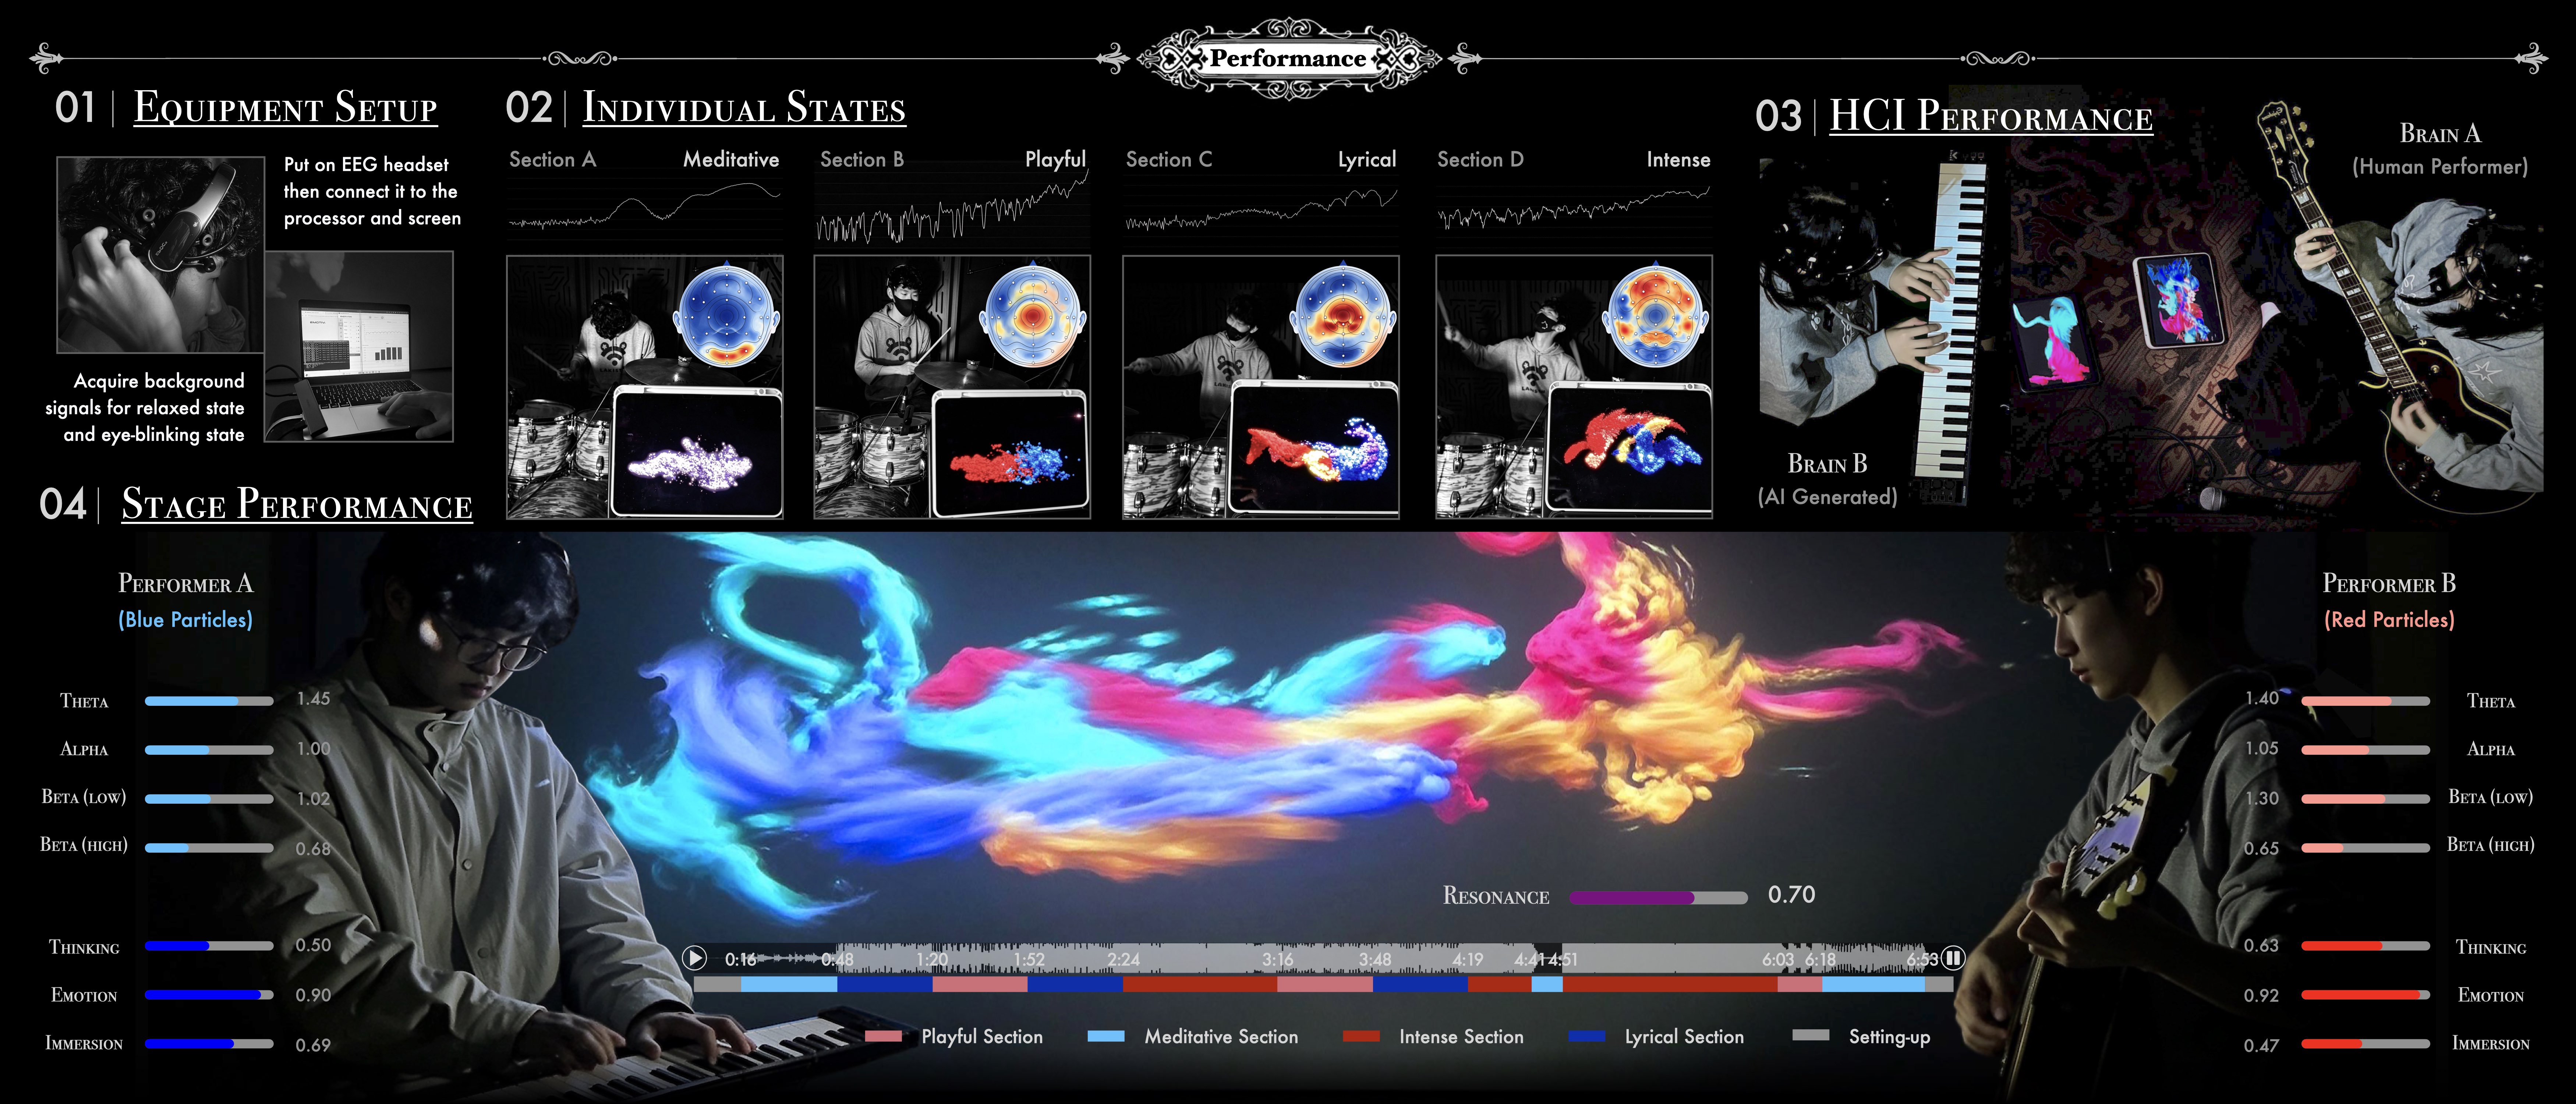 Performance
01
Equipment Setup
Put on EEG headset
then connect it to the
processor and screen
Acquire background
signals for relaxed state
and eye-blinking state
02
Individual States
Section A
Meditative
Section B
Playful
Section C
Lyrical
Section D
Intense
03
HCI Performance
Brain A
(Human Performer)
Brain B
(AI Generated)
04
Stage Performance
Performer A
(Blue Particles)
Theta 1.45
Alpha 1.00
Beta (low) 1.02
Beta (high) 0.68
Thinking 0.50
Emotion 0.90
Immersion 0.69
Resonance 0.70
0:16 0:48 1:20 1:52 2:24 3:16 3:48 4:19 4:41 4:51 6:03 6:18 6:53
Playful Section
Meditative Section
Intense Section
Lyrical Section
Setting-up
Performer B
(Red Particles)
1.40 Theta
1.05 Alpha
1.30 Beta (low)
0.65 Beta (high)
0.63 Thinking
0.92 Emotion
0.47 Immersion